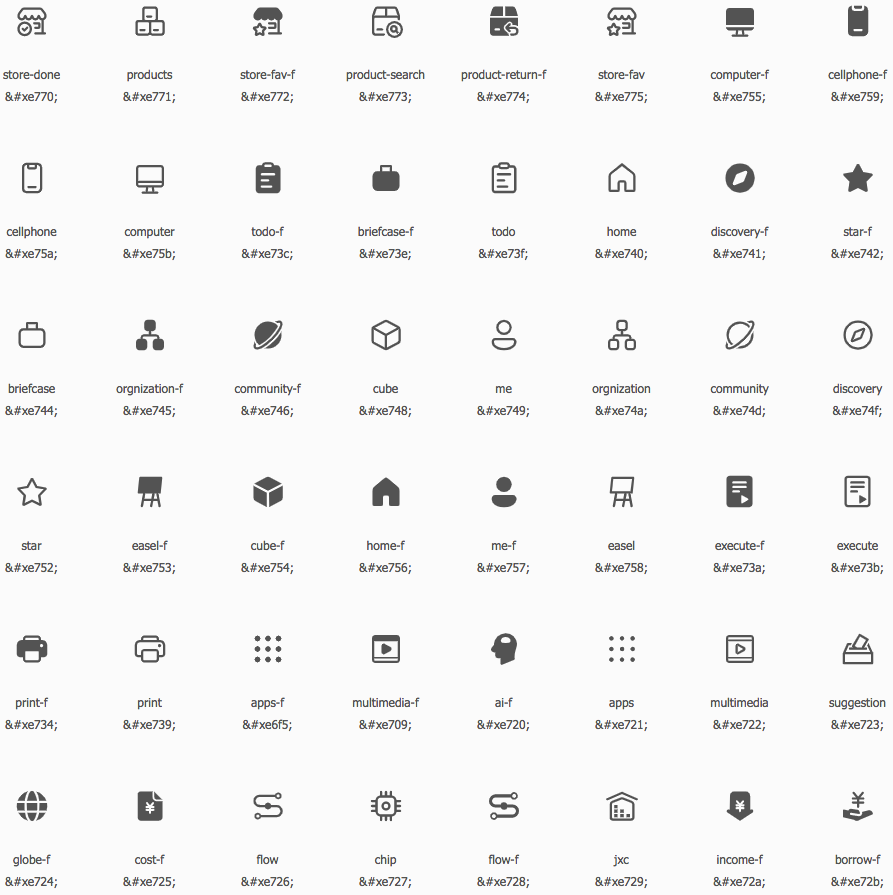 store-done products store-fav-f product-search product-return-f store-fav computer-f cellphone-f
&#xe770; &#xe771; &#xe772; &#xe773; &#xe774; &#xe775; &#xe755; &#xe759;
cellphone computer todo-f briefcase-f todo home discovery-f star-f
&#xe75a; &#xe75b; &#xe73c; &#xe73e; &#xe73f; &#xe740; &#xe741; &#xe742;
briefcase orgnization-f community-f cube me orgnization community discovery
&#xe744; &#xe745; &#xe746; &#xe748; &#xe749; &#xe74a; &#xe74d; &#xe74f;
star easel-f cube-f home-f me-f easel execute-f execute
&#xe752; &#xe753; &#xe754; &#xe756; &#xe757; &#xe758; &#xe73a; &#xe73b;
print-f print apps-f multimedia-f ai-f apps multimedia suggestion
&#xe734; &#xe739; &#xe6f5; &#xe709; &#xe720; &#xe721; &#xe722; &#xe723;
¥ ¥ ¥
globe-f cost-f flow chip flow-f jxc income-f borrow-f
&#xe724; &#xe725; &#xe726; &#xe727; &#xe728; &#xe729; &#xe72a; &#xe72b;